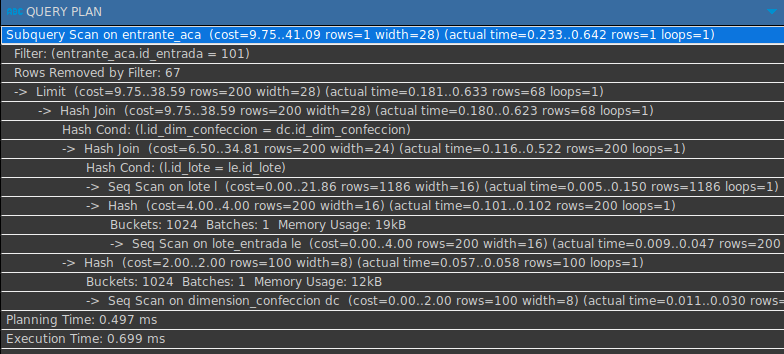 QUERY PLAN
Subquery Scan on entrante_aca (cost=9.75..41.09 rows=1 width=28) (actual time=0.233..0.642 rows=1 loops=1)
Filter: (entrante_aca.id_entrada = 101)
Rows Removed by Filter: 67
-> Limit (cost=9.75..38.59 rows=200 width=28) (actual time=0.181..0.633 rows=68 loops=1)
-> Hash Join (cost=9.75..38.59 rows=200 width=28) (actual time=0.180..0.623 rows=68 loops=1)
Hash Cond: (l.id_dim_confeccion = dc.id_dim_confeccion)
-> Hash Join (cost=6.50..34.81 rows=200 width=24) (actual time=0.116..0.522 rows=200 loops=1)
Hash Cond: (l.id_lote = le.id_lote)
-> Seq Scan on lote l (cost=0.00..21.86 rows=1186 width=16) (actual time=0.005..0.150 rows=1186 loops=1)
-> Hash (cost=4.00..4.00 rows=200 width=16) (actual time=0.101..0.102 rows=200 loops=1)
Buckets: 1024 Batches: 1 Memory Usage: 19kB
-> Seq Scan on lote_entrada le (cost=0.00..4.00 rows=200 width=16) (actual time=0.009..0.047 rows=200
-> Hash (cost=2.00..2.00 rows=100 width=8) (actual time=0.057..0.058 rows=100 loops=1)
Buckets: 1024 Batches: 1 Memory Usage: 12kB
-> Seq Scan on dimension_confeccion dc (cost=0.00..2.00 rows=100 width=8) (actual time=0.011..0.030 rows=
Planning Time: 0.497 ms
Execution Time: 0.699 ms